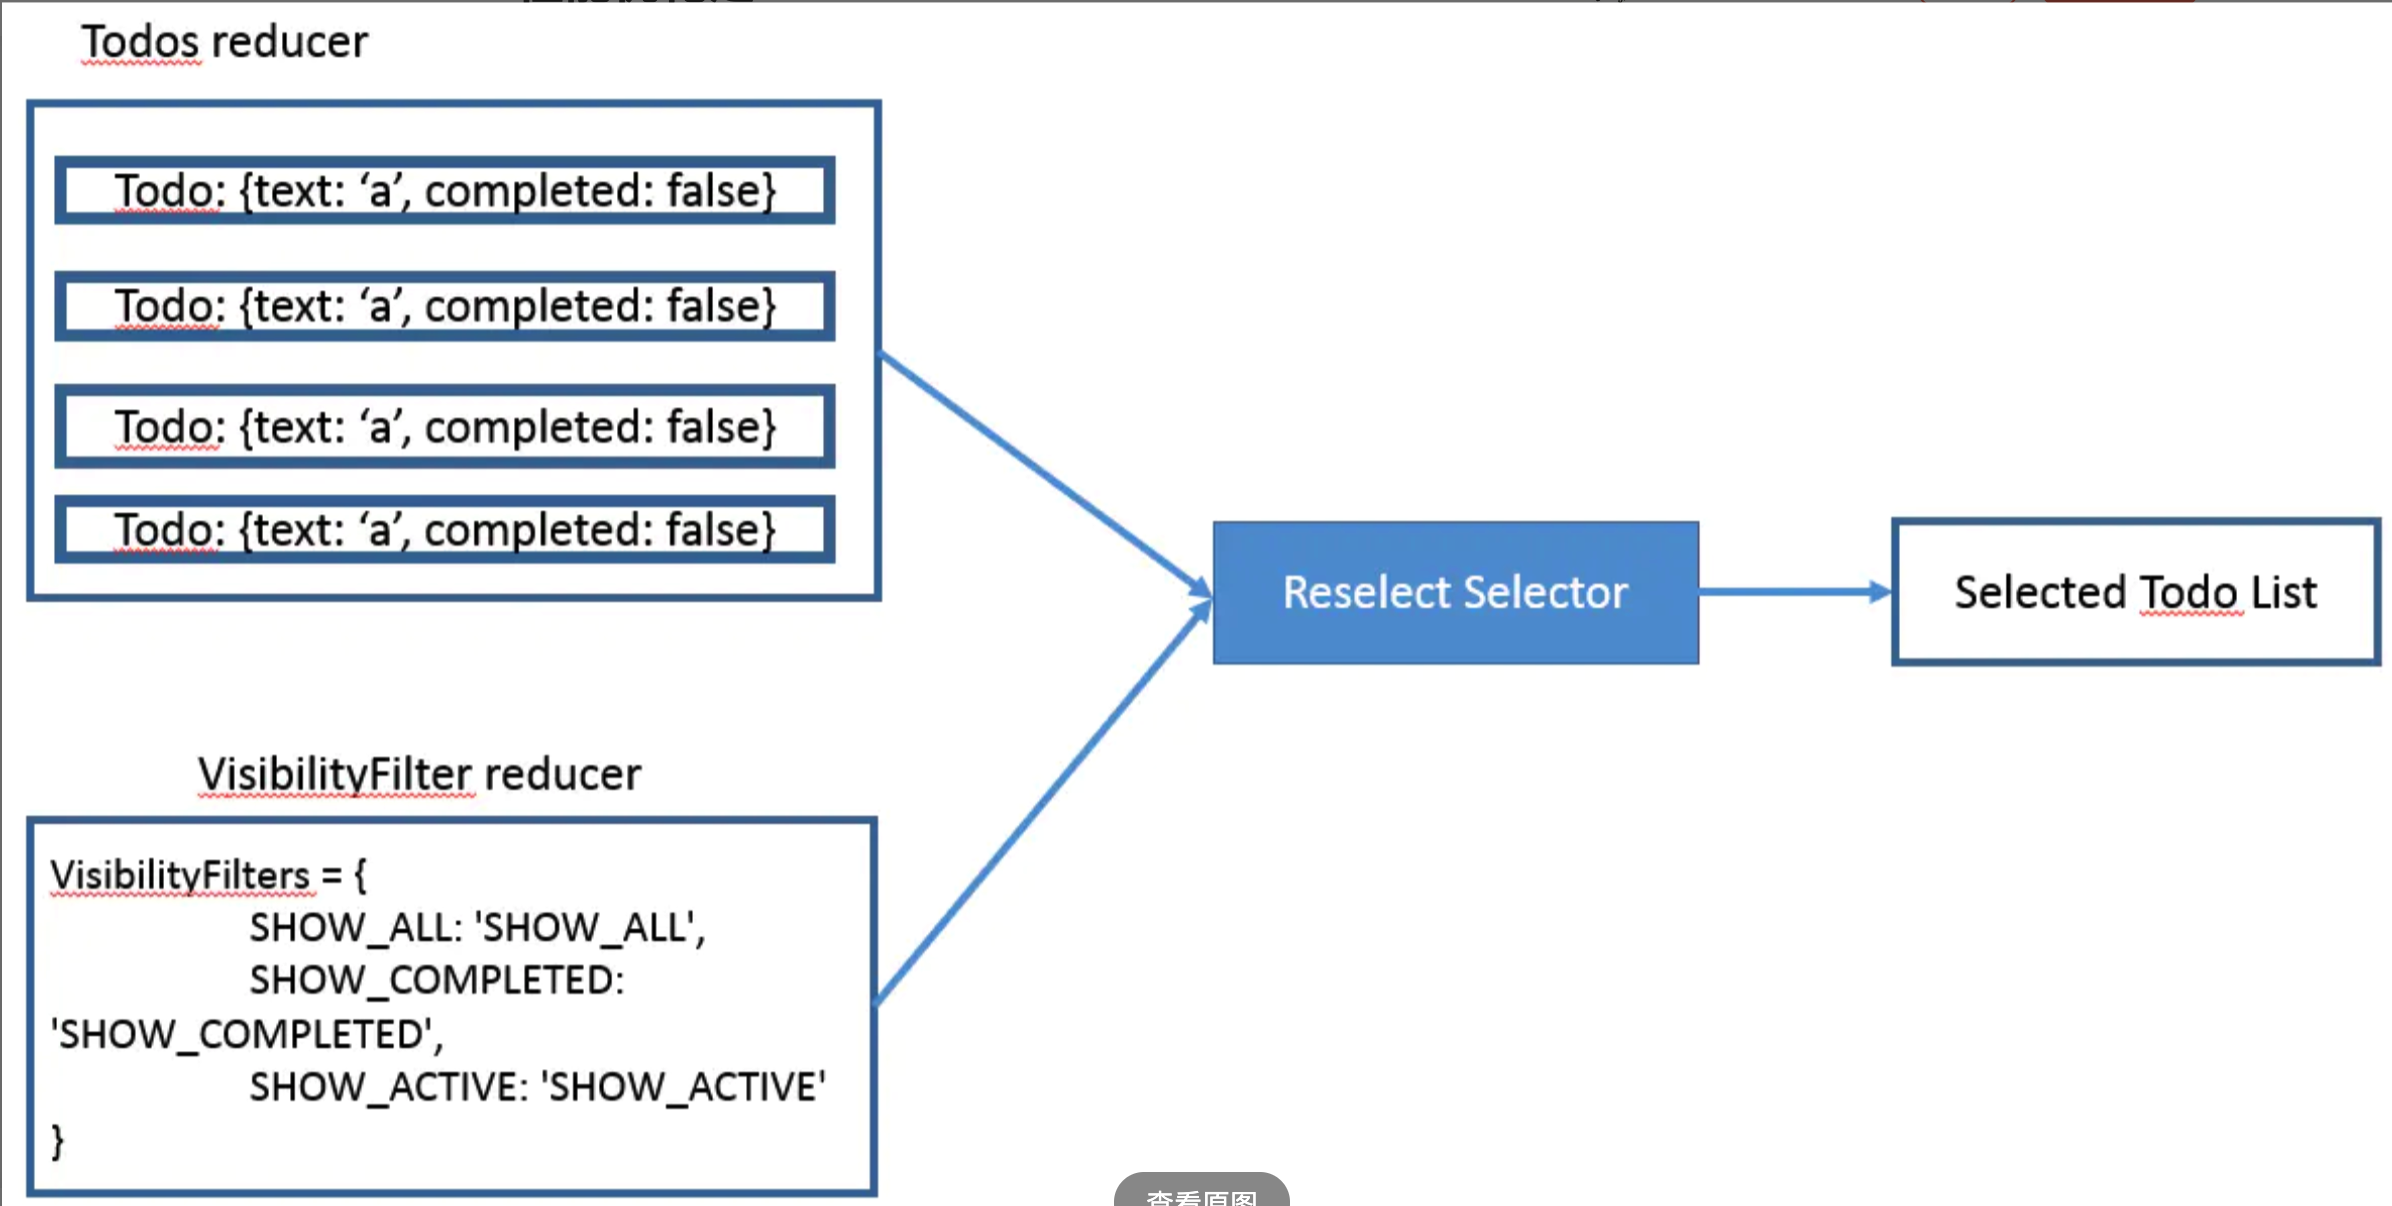 Todos reducer
Todo: {text: ‘a’, completed: false}
Todo: {text: ‘a’, completed: false}
Todo: {text: ‘a’, completed: false}
Todo: {text: ‘a’, completed: false}
Reselect Selector
Selected Todo List
VisibilityFilter reducer
VisibilityFilters = {
SHOW_ALL: 'SHOW_ALL',
SHOW_COMPLETED:
'SHOW_COMPLETED',
SHOW_ACTIVE: 'SHOW_ACTIVE'
}
查看原图